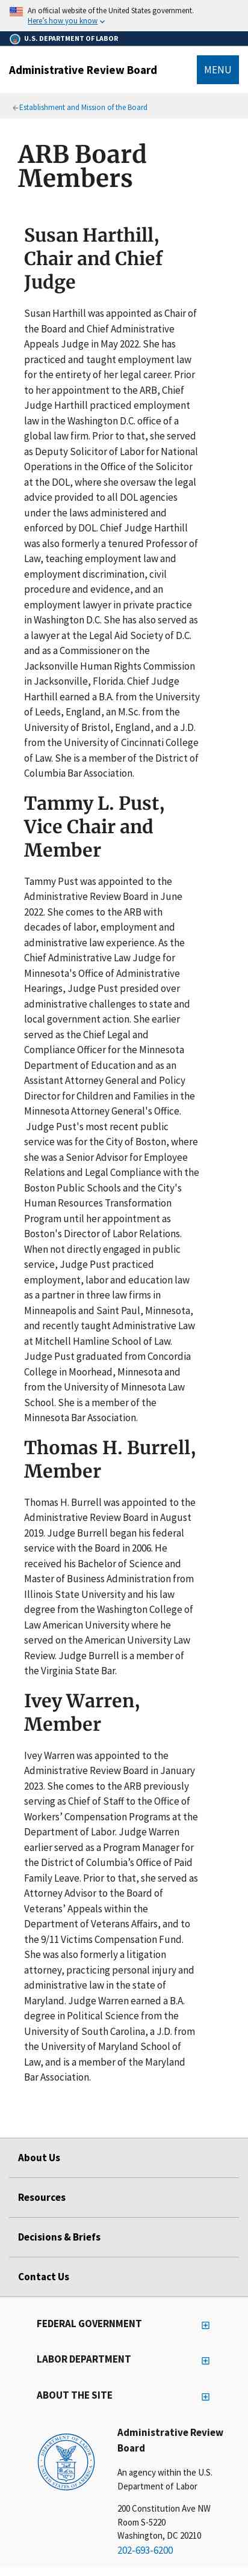 An official website of the United States government.
Here's how you know
U.S. DEPARTMENT OF LABOR
Administrative Review Board
MENU
Establishment and Mission of the Board
ARB Board
Members
Susan Harthill,
Chair and Chief
Judge
Susan Harthill was appointed as Chair of
the Board and Chief Administrative
Appeals Judge in May 2022. She has
practiced and taught employment law
for the entirety of her legal career. Prior
to her appointment to the ARB, Chief
Judge Harthill practiced employment
law in the Washington D.C. office of a
global law firm. Prior to that, she served
as Deputy Solicitor of Labor for National
Operations in the Office of the Solicitor
at the DOL, where she oversaw the legal
advice provided to all DOL agencies
under the laws administered and
enforced by DOL. Chief Judge Harthill
was also formerly a tenured Professor of
Law, teaching employment law and
employment discrimination, civil
procedure and evidence, and an
employment lawyer in private practice
in Washington D.C. She has also served as
a lawyer at the Legal Aid Society of D.C.
and as a Commissioner on the
Jacksonville Human Rights Commission
in Jacksonville, Florida. Chief Judge
Harthill earned a B.A. from the University
of Leeds, England, an M.Sc. from the
University of Bristol, England, and a J.D.
from the University of Cincinnati College
of Law. She is a member of the District of
Columbia Bar Association.
Tammy L. Pust,
Vice Chair and
Member
Tammy Pust was appointed to the
Administrative Review Board in June
2022. She comes to the ARB with
decades of labor, employment and
administrative law experience. As the
Chief Administrative Law Judge for
Minnesota's Office of Administrative
Hearings, Judge Pust presided over
administrative challenges to state and
local government action. She earlier
served as the Chief Legal and
Compliance Officer for the Minnesota
Department of Education and as an
Assistant Attorney General and Policy
Director for Children and Families in the
Minnesota Attorney General's Office.
Judge Pust's most recent public
service was for the City of Boston, where
she was a Senior Advisor for Employee
Relations and Legal Compliance with the
Boston Public Schools and the City's
Human Resources Transformation
Program until her appointment as
Boston's Director of Labor Relations.
When not directly engaged in public
service, Judge Pust practiced
employment, labor and education law
as a partner in three law firms in
Minneapolis and Saint Paul, Minnesota,
and recently taught Administrative Law
at Mitchell Hamline School of Law.
Judge Pust graduated from Concordia
College in Moorhead, Minnesota and
from the University of Minnesota Law
School. She is a member of the
Minnesota Bar Association.
Thomas H. Burrell,
Member
Thomas H. Burrell was appointed to the
Administrative Review Board in August
2019. Judge Burrell began his federal
service with the Board in 2006. He
received his Bachelor of Science and
Master of Business Administration from
Illinois State University and his law
degree from the Washington College of
Law American University where he
served on the American University Law
Review. Judge Burrell is a member of
the Virginia State Bar.
Ivey Warren,
Member
Ivey Warren was appointed to the
Administrative Review Board in January
2023. She comes to the ARB previously
serving as Chief of Staff to the Office of
Workers' Compensation Programs at the
Department of Labor. Judge Warren
earlier served as a Program Manager for
the District of Columbia's Office of Paid
Family Leave. Prior to that, she served as
Attorney Advisor to the Board of
Veterans' Appeals within the
Department of Veterans Affairs, and to
the 9/11 Victims Compensation Fund.
She was also formerly a litigation
attorney, practicing personal injury and
administrative law in the state of
Maryland. Judge Warren earned a B.A.
degree in Political Science from the
University of South Carolina, a J.D. from
the University of Maryland School of
Law, and is a member of the Maryland
Bar Association.
About Us
Resources
Decisions & Briefs
Contact Us
FEDERAL GOVERNMENT
LABOR DEPARTMENT
ABOUT THE SITE
Administrative Review
Board
An agency within the U.S.
Department of Labor
200 Constitution Ave NW
Room S-5220
Washington, DC 20210
202-693-6200